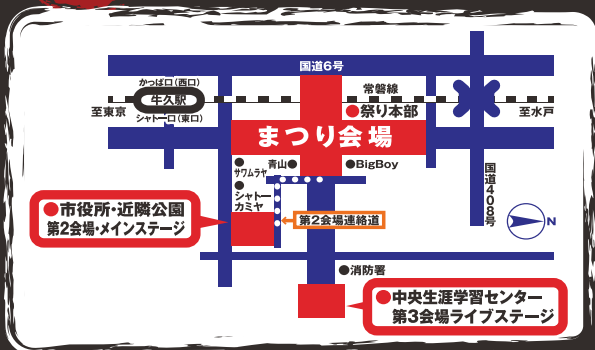 国道6号
かっぱ口(西口)
牛久駅
シャトー口(東口)
至東京
常磐線
●祭り本部
至水戸
まつり会場
サワムラヤ
青山●
●BigBoy
シャトー
カミヤ
国道408号
●市役所・近隣公園
第2会場・メインステージ
第2会場連絡道
N
●消防署
●中央生涯学習センター
第3会場ライブステージ